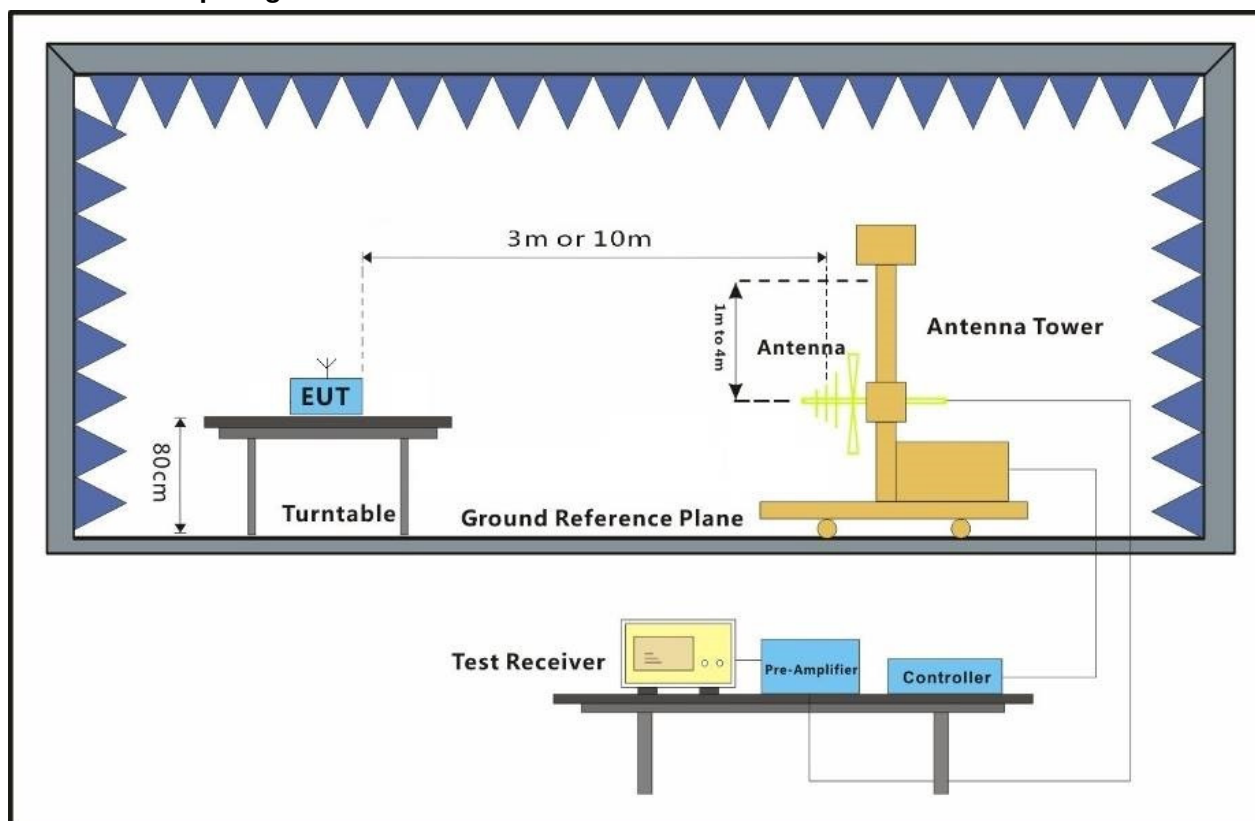 3m or 10m
1m to 4m
Antenna Tower
Antenna
EUT
80cm
Turntable
Ground Reference Plane
Test Receiver
Pre-Amplifier
Controller